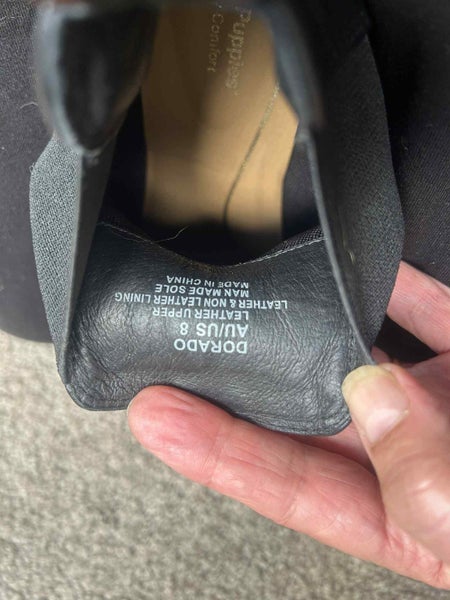 Puppies
Comfort
DORADO
AU/US 8
LEATHER UPPER
LEATHER & NON LEATHER LINING
MAN MADE SOLE
MADE IN CHINA